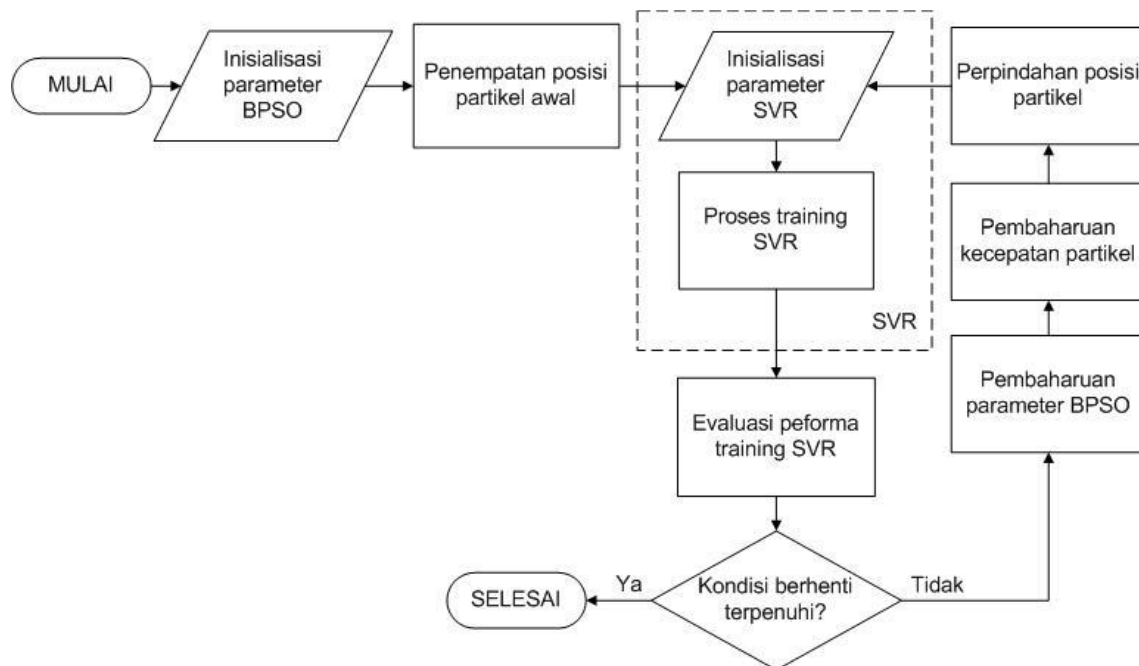 MULAI
Inisialisasi
parameter
BPSO
Penempatan posisi
partikel awal
Inisialisasi
parameter
SVR
Perpindahan posisi
partikel
Proses training
SVR
Pembaharuan
kecepatan partikel
SVR
Pembaharuan
parameter BPSO
Evaluasi peforma
training SVR
Kondisi berhenti
terpenuhi?
Ya
Tidak
SELESAI